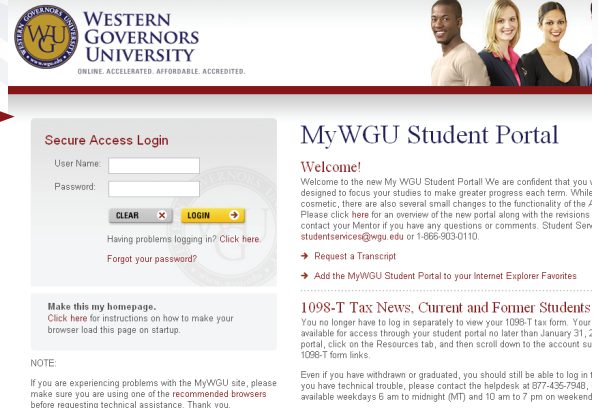 WESTERN
GOVERNORS
UNIVERSITY
ONLINE. ACCELERATED. AFFORDABLE. ACCREDITED.
WGU
www.wgu.edu
Secure Access Login
User Name:
Password:
CLEAR
LOGIN
Having problems logging in? Click here.
Forgot your password?
Make this my homepage.
Click here for instructions on how to make your
browser load this page on startup.
NOTE:
If you are experiencing problems with the MyWGU site, please
make sure you are using one of the recommended browsers
before requesting technical assistance. Thank you.
MyWGU Student Portal
Welcome!
Welcome to the new My WGU Student Portal! We are confident that you
designed to focus your studies to make greater progress each term. While
cosmetic, there are also several small changes to the functionality of the
Please click here for an overview of the new portal along with the revisions
contact your Mentor if you have any questions or comments. Student
studentservices@wgu.edu or 1-866-903-0110.
Request a Transcript
Add the MyWGU Student Portal to your Internet Explorer Favorites
1098-T Tax News, Current and Former Students
You no longer have to log in separately to view your 1098-T tax form. Your
available for access through your student portal no later than January 31,
portal, click on the Resources tab, and then scroll down to the account
1098-T form links.
Even if you have withdrawn or graduated, you should still be able to log in
you have technical trouble, please contact the helpdesk at 877-435-7948,
available weekdays 6 am to midnight (MT) and 10 am to 7 pm on